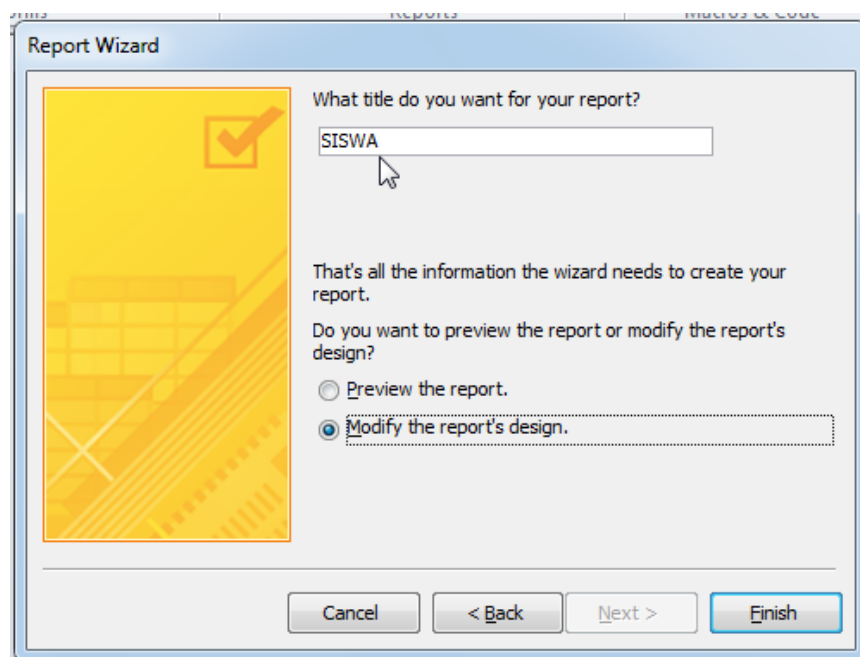 Reports
Macros & Code
Report Wizard
What title do you want for your report?
SISWA
That's all the information the wizard needs to create your
report.
Do you want to preview the report or modify the report's
design?
Preview the report.
Modify the report's design.
Cancel
< Back
Next >
Finish